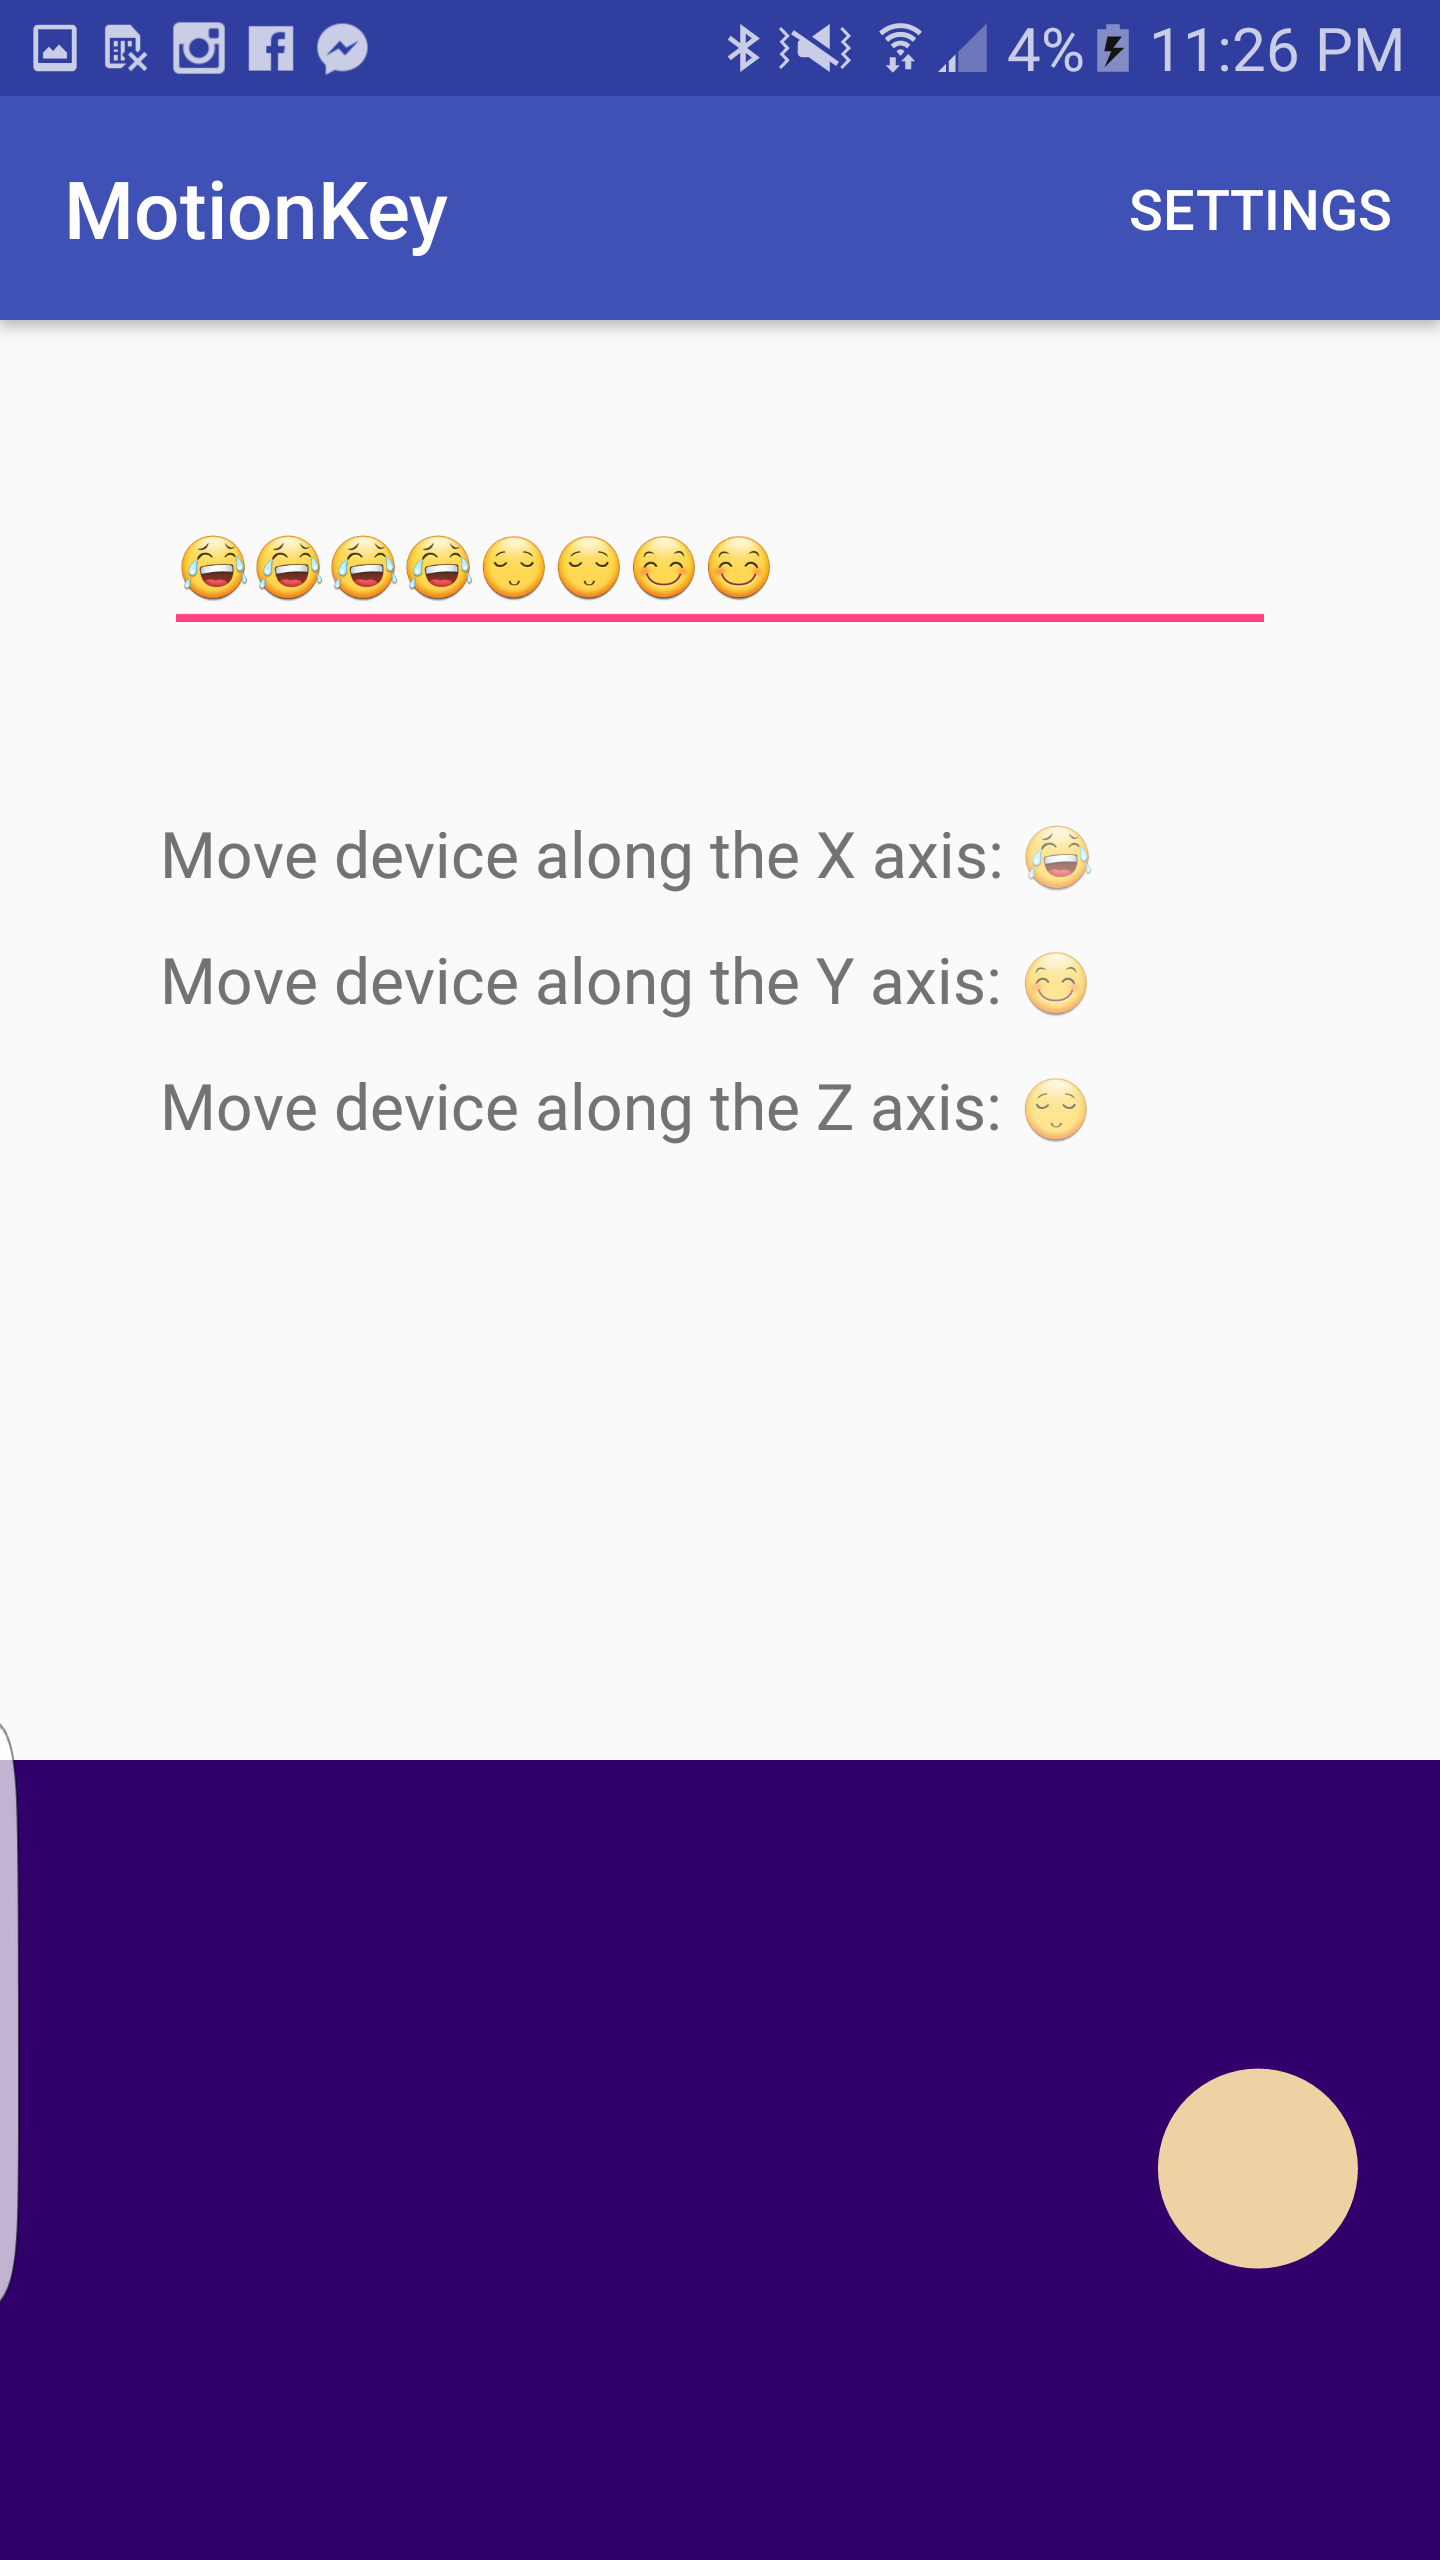 4% 11:26 PM
MotionKey SETTINGS
😂😂😂😂😌😌😊😊
Move device along the X axis: 😂
Move device along the Y axis: 😊
Move device along the Z axis: 😌